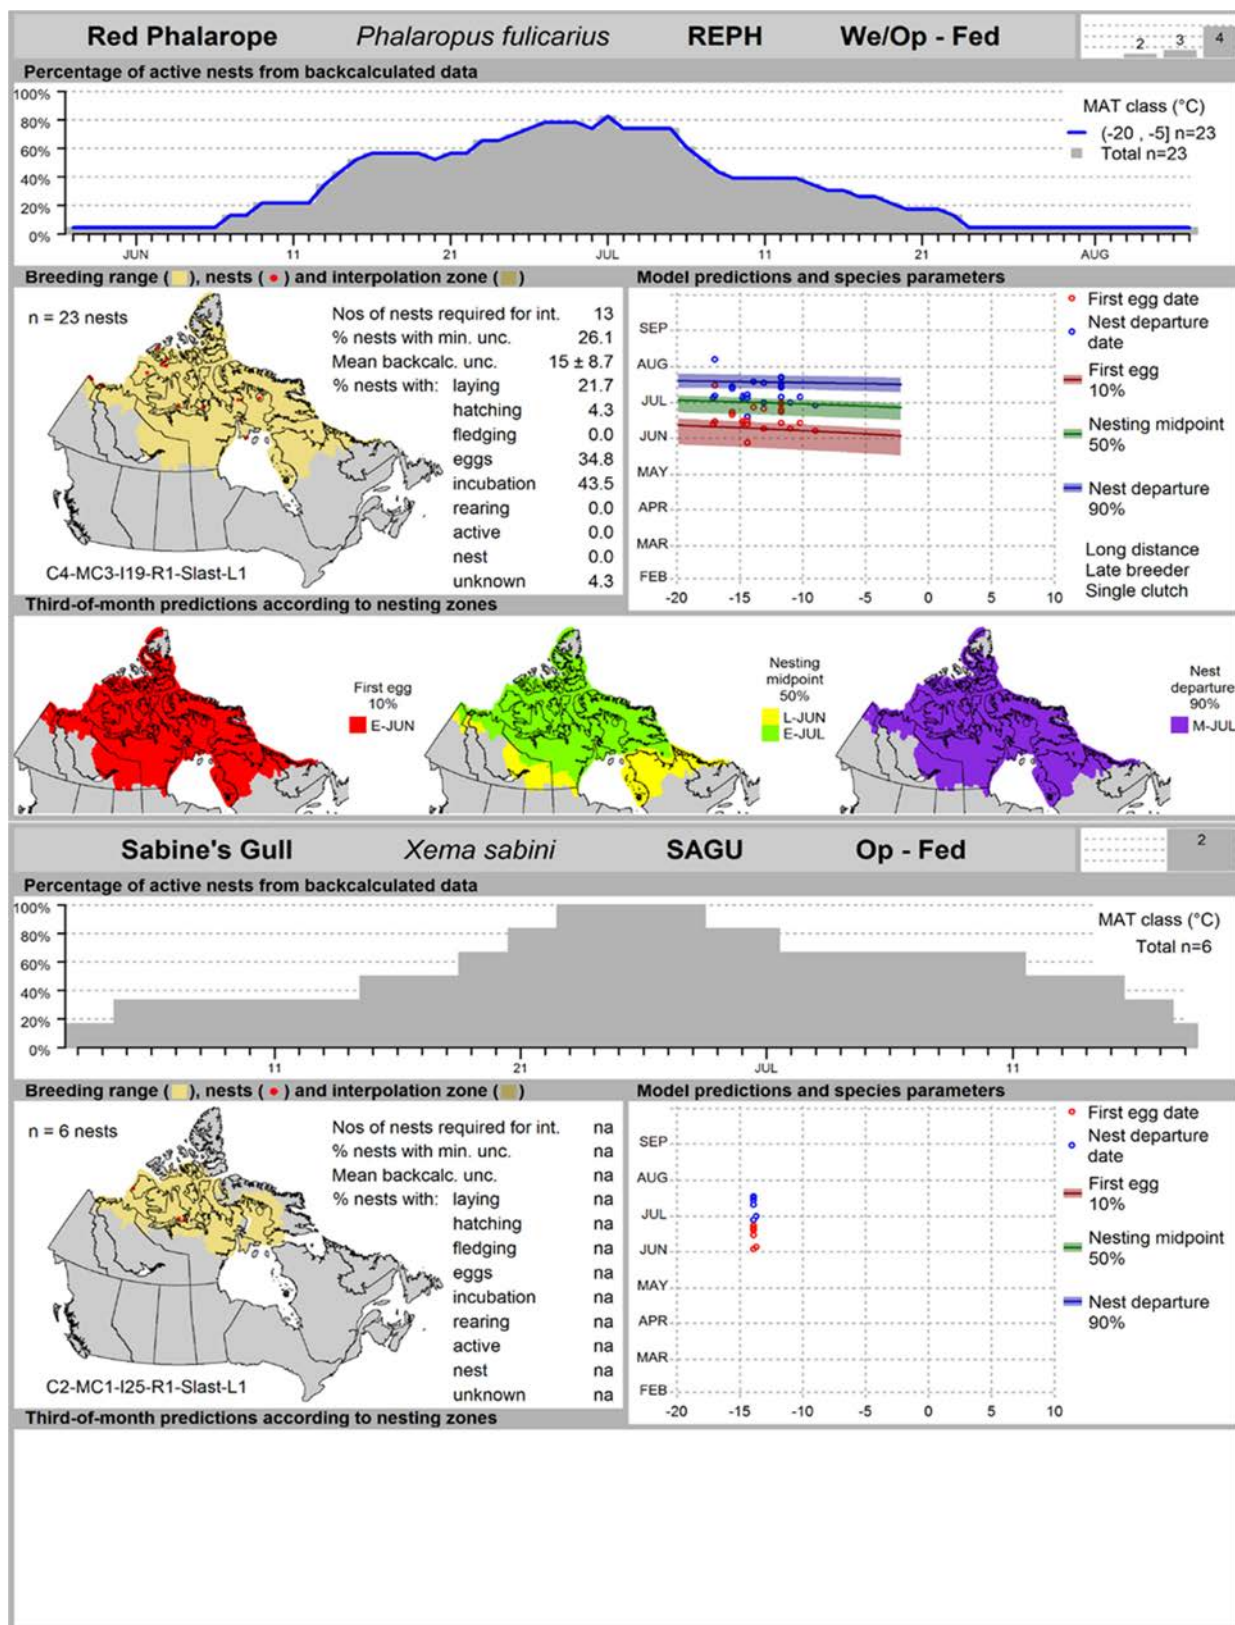 Red Phalarope Phalaropus fulicarius REPH We/Op - Fed
2 3 4
Percentage of active nests from backcalculated data
100%
80%
60%
40%
20%
0%
MAT class (°C)
(-20 , -5] n=23
Total n=23
JUN 11 21 JUL 11 21 AUG
Breeding range ( ), nests ( • ) and interpolation zone ( )
n = 23 nests
C4-MC3-I19-R1-Slast-L1
Nos of nests required for int. 13
% nests with min. unc. 26.1
Mean backcalc. unc. 15 ± 8.7
% nests with: laying 21.7
hatching 4.3
fledging 0.0
eggs 34.8
incubation 43.5
rearing 0.0
active 0.0
nest 0.0
unknown 4.3
Model predictions and species parameters
SEP
AUG
JUL
JUN
MAY
APR
MAR
FEB
-20 -15 -10 -5 0 5 10
First egg date
Nest departure
date
First egg
10%
Nesting midpoint
50%
Nest departure
90%
Long distance
Late breeder
Single clutch
Third-of-month predictions according to nesting zones
First egg
10%
E-JUN
Nesting
midpoint
50%
L-JUN
E-JUL
Nest
departure
90%
M-JUL
Sabine's Gull Xema sabini SAGU Op - Fed
2
Percentage of active nests from backcalculated data
100%
80%
60%
40%
20%
0%
MAT class (°C)
Total n=6
11 21 JUL 11
Breeding range ( ), nests ( • ) and interpolation zone ( )
n = 6 nests
C2-MC1-I25-R1-Slast-L1
Nos of nests required for int. na
% nests with min. unc. na
Mean backcalc. unc. na
% nests with: laying na
hatching na
fledging na
eggs na
incubation na
rearing na
active na
nest na
unknown na
Model predictions and species parameters
SEP
AUG
JUL
JUN
MAY
APR
MAR
FEB
-20 -15 -10 -5 0 5 10
First egg date
Nest departure
date
First egg
10%
Nesting midpoint
50%
Nest departure
90%
Third-of-month predictions according to nesting zones